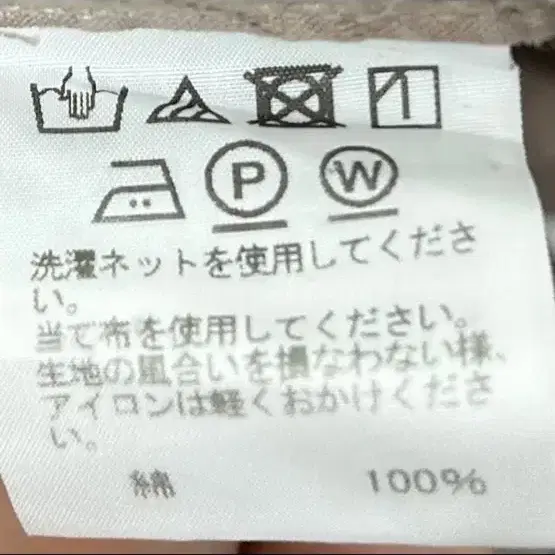 P W
洗濯ネットを使用してくださ
い。
当て布を使用してください。
生地の風合いを損なわない様、
アイロンは軽くおかけくださ
い。
綿 100%